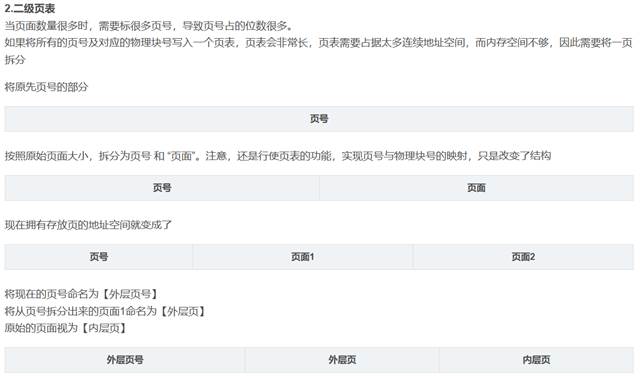 2.二级页表
当页面数量很多时，需要标很多页号，导致页号占的位数很多。
如果将所有的页号及对应的物理块号写入一个页表，页表会非常长，页表需要占据太多连续地址空间，而内存空间不够，因此需要将一页
拆分
将原先页号的部分
页号
按照原始页面大小，拆分为页号 和 “页面”。注意，还是行使页表的功能，实现页号与物理块号的映射，只是改变了结构
页号 页面
现在拥有存放页的地址空间就变成了
页号 页面1 页面2
将现在的页号命名为【外层页号】
将从页号拆分出来的页面1命名为【外层页】
原始的页面视为【内层页】
外层页号 外层页 内层页